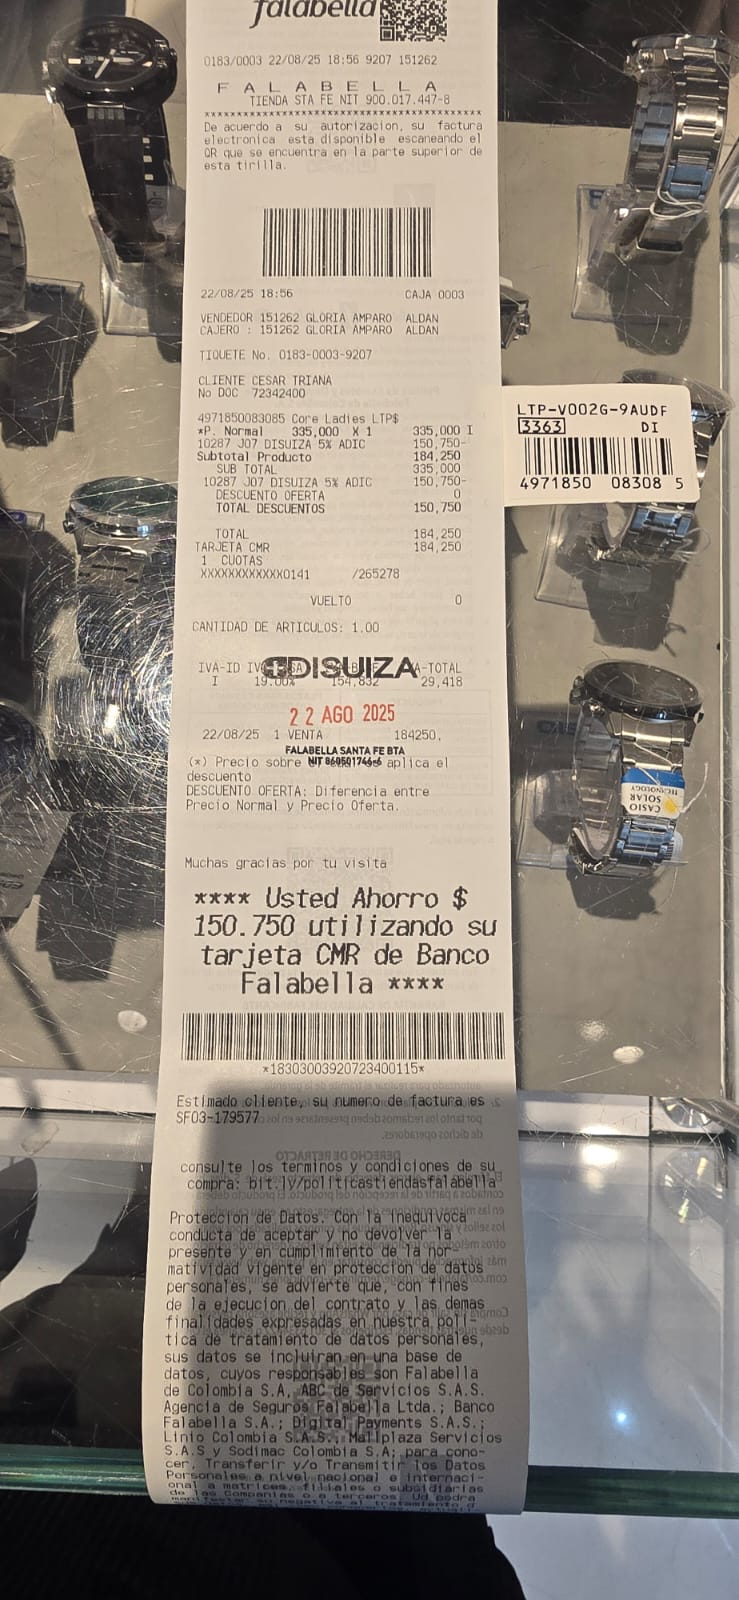 falabella
0183/0003 22/08/25 18:56 9207 151262
F A L A B E L L A
TIENDA STA FE NIT 900.017.447-8
De acuerdo a su autorizacion, su factura
electronica esta disponible escaneando el
QR que se encuentra en la parte superior de
esta tirilla.
22/08/25 18:56 CAJA 0003
VENDEDOR 151262 GLORIA AMPARO ALDAN
CAJERO : 151262 GLORIA AMPARO ALDAN
TIQUETE No. 0183-0003-9207
CLIENTE CESAR TRIANA
No DOC 72342400
4971850083085 Core Ladies LTP$
*P. Normal 335,000 X 1 335,000 I
10287 J07 DISUIZA 5% ADIC 150,750-
Subtotal Producto 184,250
SUB TOTAL 335,000
10287 J07 DISUIZA 5% ADIC 150,750-
DESCUENTO OFERTA 0
TOTAL DESCUENTOS 150,750
TOTAL 184,250
TARJETA CMR 184,250
1 CUOTAS
XXXXXXXXXXXX0141 /265278
VUELTO 0
CANTIDAD DE ARTICULOS: 1.00
IVA-ID A-TOTAL
DISUIZA
I 19.00% 154,832 29,418
22 AGO 2025
22/08/25 1 VENTA 184250,
FALABELLA SANTA FE BTA
NIT 860501746-6
(*) Precio sobre aplica el
descuento
DESCUENTO OFERTA: Diferencia entre
Precio Normal y Precio Oferta.
Muchas gracias por tu visita
**** Usted Ahorro $
150.750 utilizando su
tarjeta CMR de Banco
Falabella ****
*18303003920723400115*
Estimado cliente, su numero de factura es
SF03-179577
consulte los terminos y condiciones de su
compra: bit.ly/politicastiendasfalabella
Proteccion de Datos. Con la inequivoca
conducta de aceptar y no devolver la
presente y en cumplimiento de la nor-
matividad vigente en proteccion de datos
personales, se advierte que, con fines
de la ejecucion del contrato y las demas
finalidades expresadas en nuestra poli-
tica de tratamiento de datos personales,
sus datos se incluiran en una base de
datos, cuyos responsables son Falabella
de Colombia S.A, ABC de Servicios S.A.S.
Agencia de Seguros Falabella Ltda.; Banco
Falabella S.A.; Digital Payments S.A.S.;
Linio Colombia S.A.S.; Mallplaza Servicios
S.A.S y Sodimac Colombia S.A; para cono-
cer, Transferir y/o Transmitir los Datos
Personales a nivel nacional e internaci-
onal a matrices, filiales o subsidiarias
de las Companias o a terceros. Ud podra
LTP-V002G-9AUDF
3363 DI
4971850 08308 5
CASIO
SOLAR
TECHNOLOGY